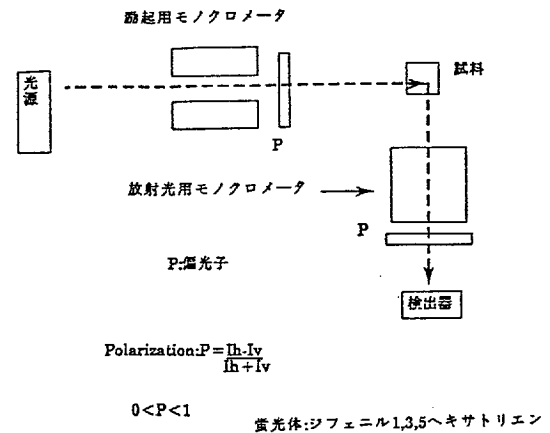 励起用モノクロメータ
光源
試料
P
放射光用モノクロメータ
P
P:偏光子
検出器
Polarization:P=Ih-Iv
Ih+Iv
0<P<1
蛍光体:ジフェニル1,3,5ヘキサトリエン